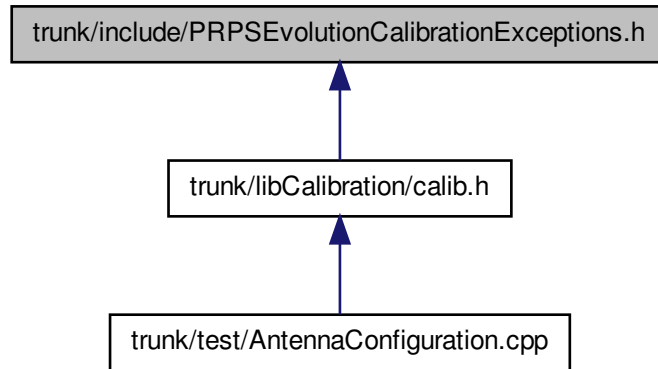 trunk/include/PRPSEvolutionCalibrationExceptions.h
trunk/libCalibration/calib.h
trunk/test/AntennaConfiguration.cpp